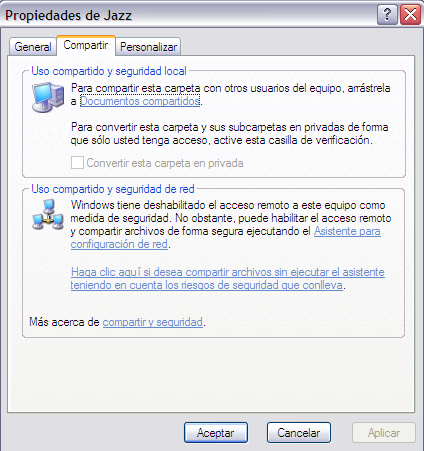 Propiedades de Jazz
General Compartir Personalizar
Uso compartido y seguridad local
Para compartir esta carpeta con otros usuarios del equipo, arrástrela
a Documentos compartidos.
Para convertir esta carpeta y sus subcarpetas en privadas de forma
que sólo usted tenga acceso, active esta casilla de verificación.
Convertir esta carpeta en privada
Uso compartido y seguridad de red
Windows tiene deshabilitado el acceso remoto a este equipo como
medida de seguridad. No obstante, puede habilitar el acceso remoto
y compartir archivos de forma segura ejecutando el Asistente para
configuración de red.
Haga clic aquí si desea compartir archivos sin ejecutar el asistente
teniendo en cuenta los riesgos de seguridad que conlleva.
Más acerca de compartir y seguridad.
Aceptar Cancelar Aplicar